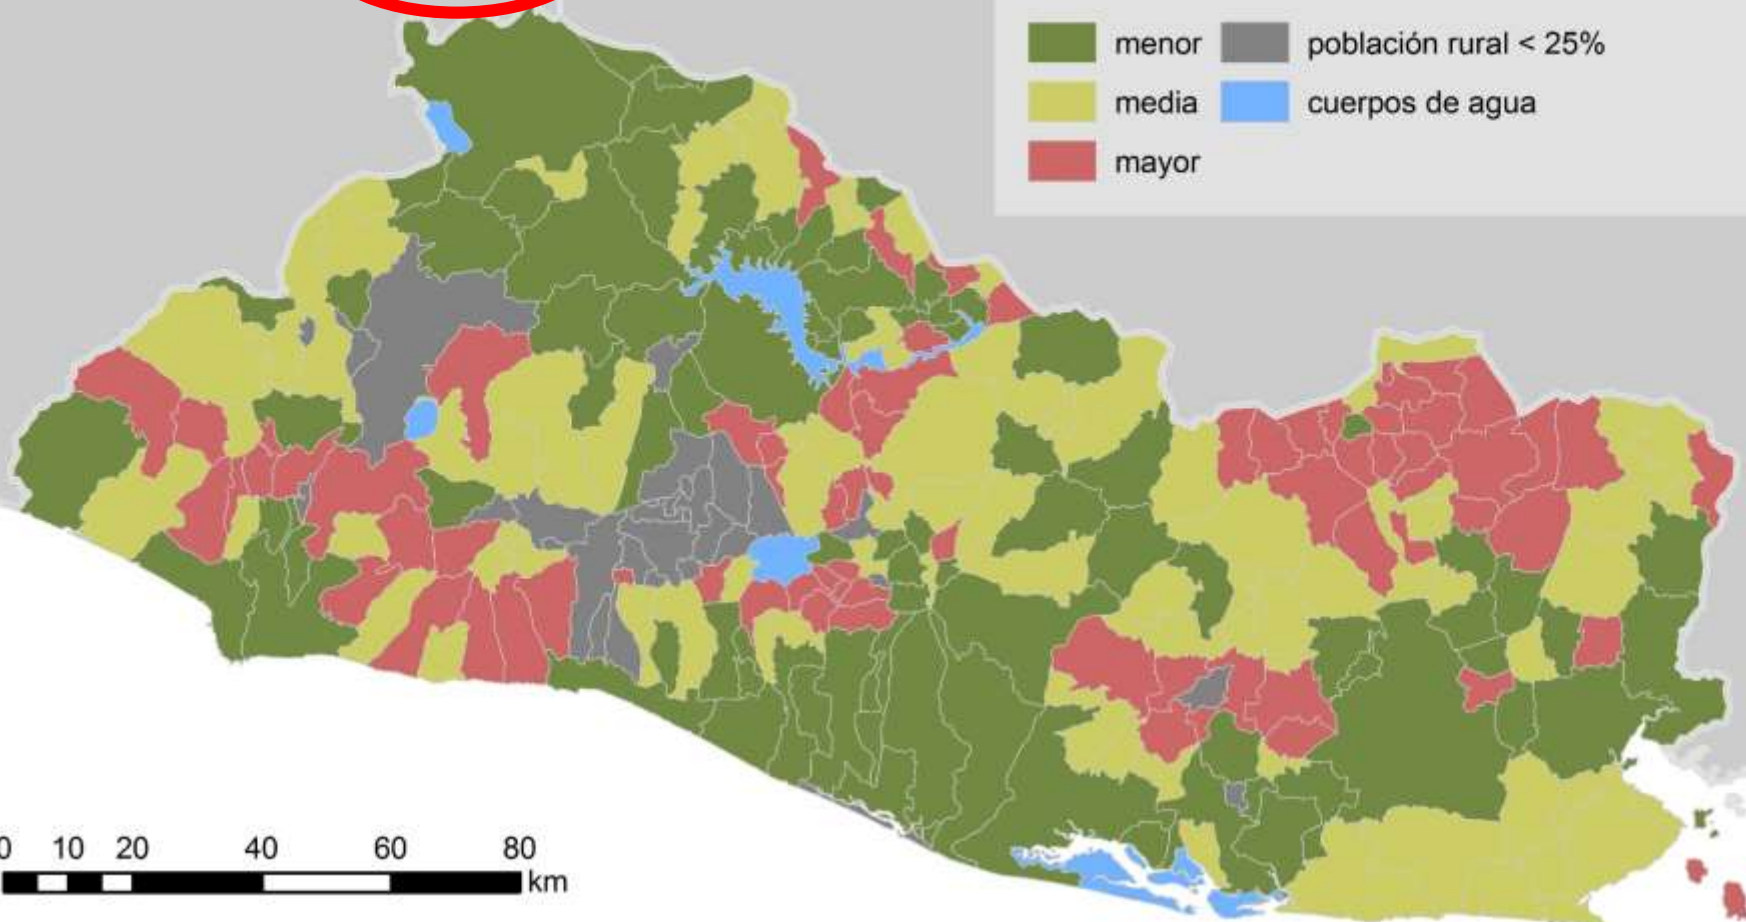 menor
población rural < 25%
media
cuerpos de agua
mayor
0 10 20 40 60 80
km